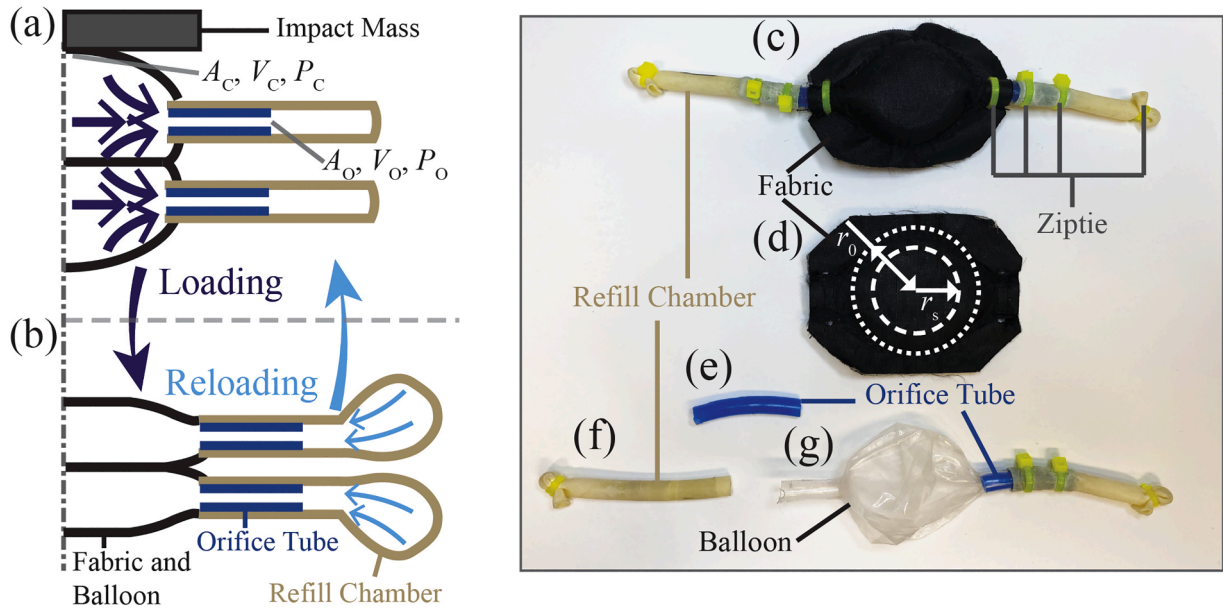 (a)
Impact Mass
A_C, V_C, P_C
A_O, V_O, P_O
Loading
(b)
Reloading
Orifice Tube
Fabric and
Balloon
Refill Chamber
(c)
Fabric
Ziptie
(d)
r_0
r_s
Refill Chamber
(e)
Orifice Tube
(f)
(g)
Balloon